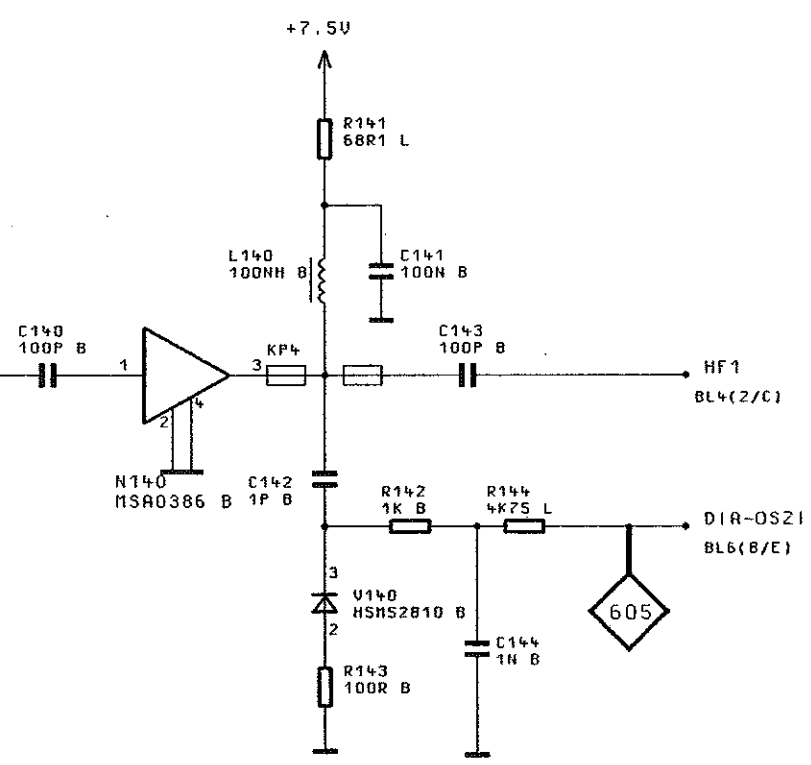 +7.5V
R141
68R1 L
L140
100NH B
C141
100N B
C140
100P B
1
3
KP4
C143
100P B
HF1
BL4(2/C)
2
4
N140
MSA0386 B
C142
1P B
R142
1K B
R144
4K75 L
DIA-OSZI
BL6(8/E)
3
V140
HSMS2810 B
2
605
C144
1N B
R143
100R B